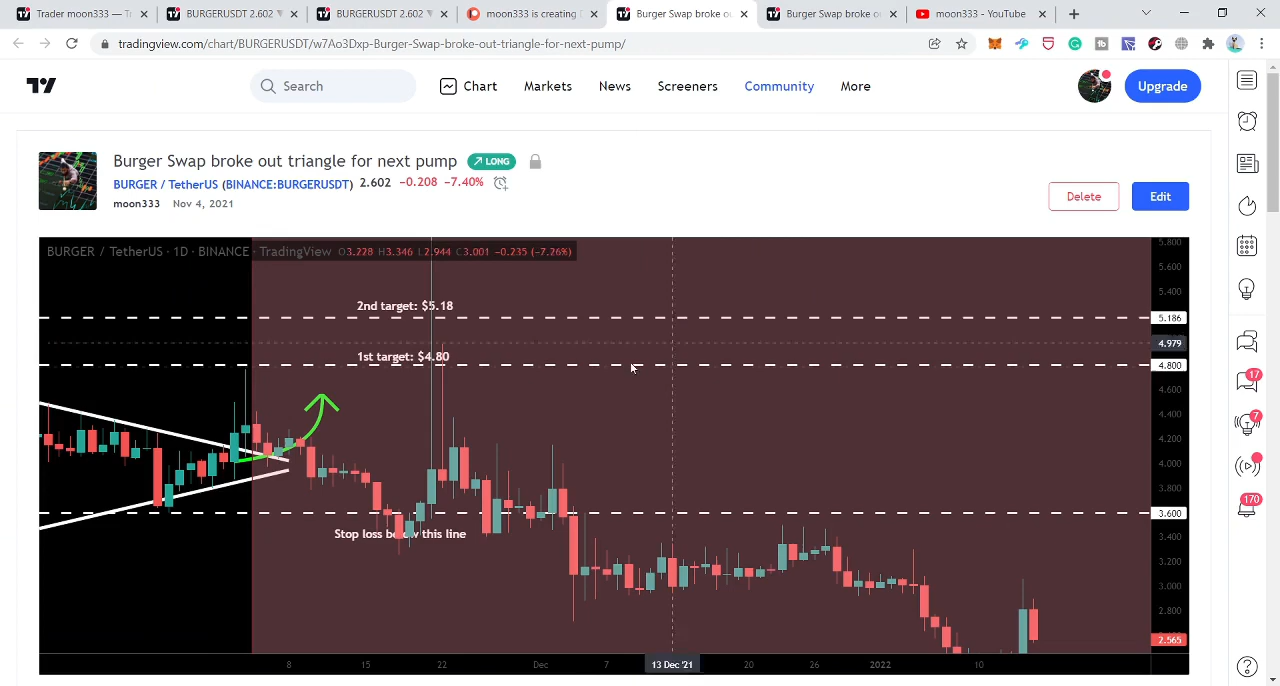 Trader moon333 — T
BURGERUSDT 2.602 ▼
BURGERUSDT 2.602 ▼
moon333 is creating
Burger Swap broke ou
Burger Swap broke o
moon333 - YouTube
tradingview.com/chart/BURGERUSDT/w7Ao3Dxp-Burger-Swap-broke-out-triangle-for-next-pump/
Search
Chart
Markets
News
Screeners
Community
More
Upgrade
Burger Swap broke out triangle for next pump
LONG
BURGER / TetherUS (BINANCE:BURGERUSDT) 2.602 −0.208 −7.40%
moon333 Nov 4, 2021
Delete
Edit
BURGER / TetherUS · 1D · BINANCE · TradingView O3.228 H3.346 L2.944 C3.001 −0.235 (−7.26%)
5.800
5.600
5.400
2nd target: $5.18
5.186
4.979
1st target: $4.80
4.800
4.600
4.400
4.200
4.000
3.800
3.600
Stop loss below this line
3.400
3.200
3.000
2.800
2.565
8
15
22
Dec
7
13 Dec '21
20
26
2022
10
17
7
170